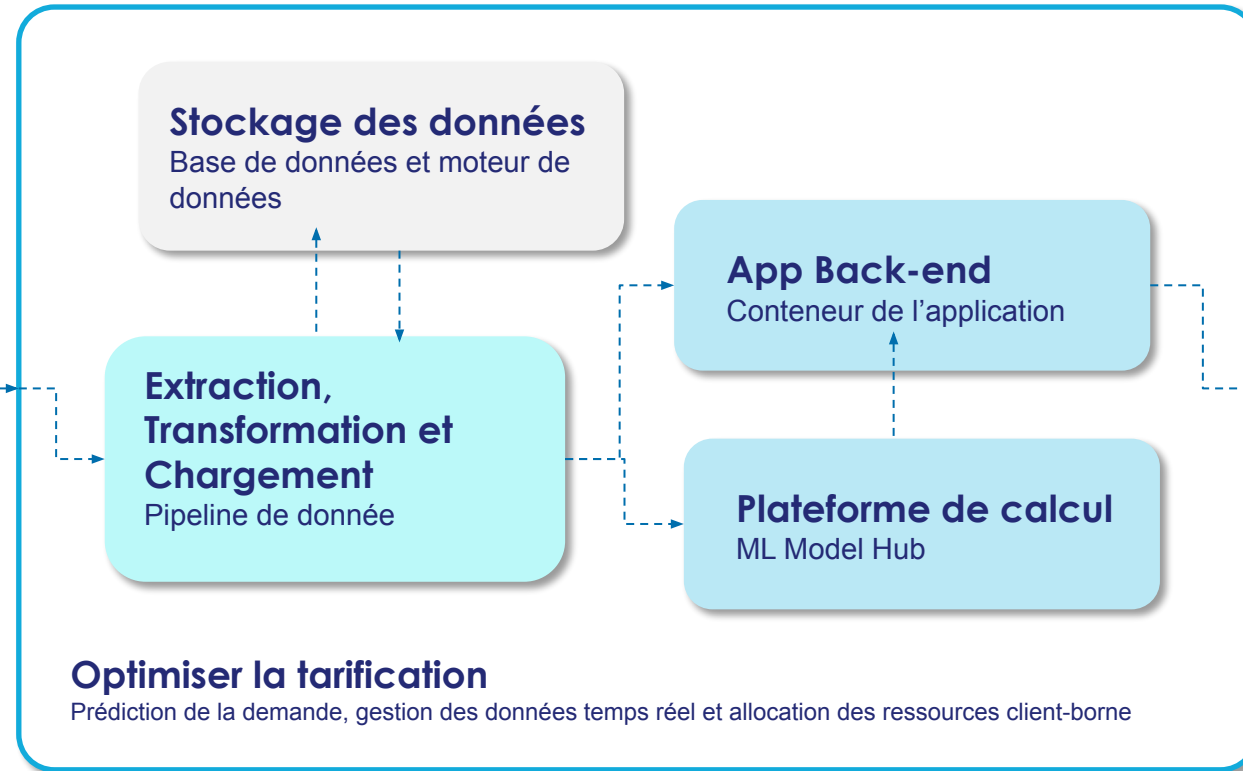 Stockage des données
Base de données et moteur de
données
App Back-end
Conteneur de l’application
Extraction,
Transformation et
Chargement
Pipeline de donnée
Plateforme de calcul
ML Model Hub
Optimiser la tarification
Prédiction de la demande, gestion des données temps réel et allocation des ressources client-borne